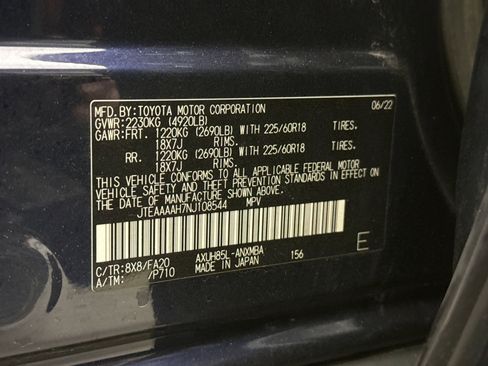 MFD. BY: TOYOTA MOTOR CORPORATION 06/22
GVWR: 2230KG (4920LB)
GAWR: FRT. 1220KG (2690LB) WITH 225/60R18 TIRES.
18X7J RIMS.
RR. 1220KG (2690LB) WITH 225/60R18 TIRES.
18X7J RIMS.
THIS VEHICLE CONFORMS TO ALL APPLICABLE FEDERAL MOTOR
VEHICLE SAFETY AND THEFT PREVENTION STANDARDS IN EFFECT ON
THE DATE OF MANUFACTURE SHOWN ABOVE.
JTEAAAAH7NJ108544 MPV
C/TR: 8X8/FA20 AXUH85L-ANXMBA E
A/TM: /P710 MADE IN JAPAN 156